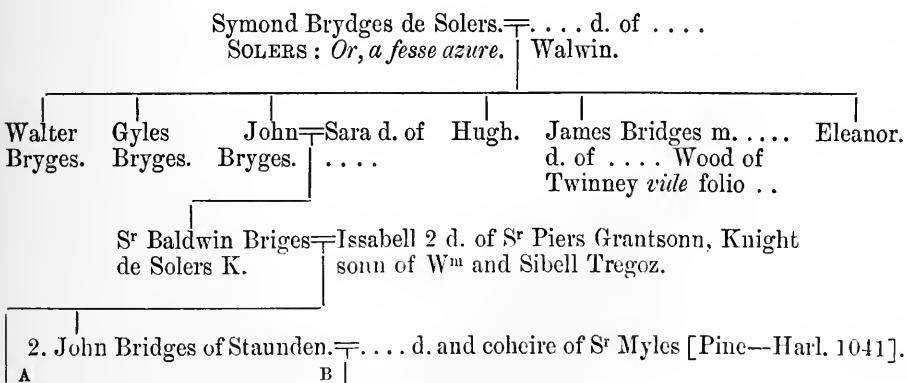 Symond Brydges de Solers.=. . . . d. of . . . .
SOLERS : Or, a fesse azure. Walwin.
Walter Bryges.
Gyles Bryges.
John Bryges.=Sara d. of . . . .
Hugh.
James Bridges m. . . . . d. of . . . . Wood of Twinney vide folio . .
Eleanor.
Sr Baldwin Briges=Issabell 2 d. of Sr Piers Grantsonn, Knight
de Solers K. sonn of Wm and Sibell Tregoz.
2. John Bridges of Staunden.=. . . . d. and coheire of Sr Myles [Pinc—Harl. 1041].
A B